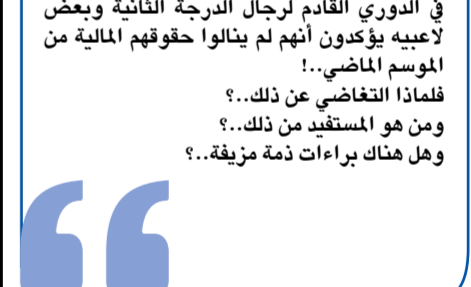 في الدوري القادم لرجال الدرجة الثانية وبعض
لاعبيه يؤكدون أنهم لم ينالوا حقوقهم المالية من
الموسم الماضي..!
فلماذا التغاضي عن ذلك..؟
ومن هو المستفيد من ذلك..؟
وهل هناك براءات ذمة مزيفة..؟